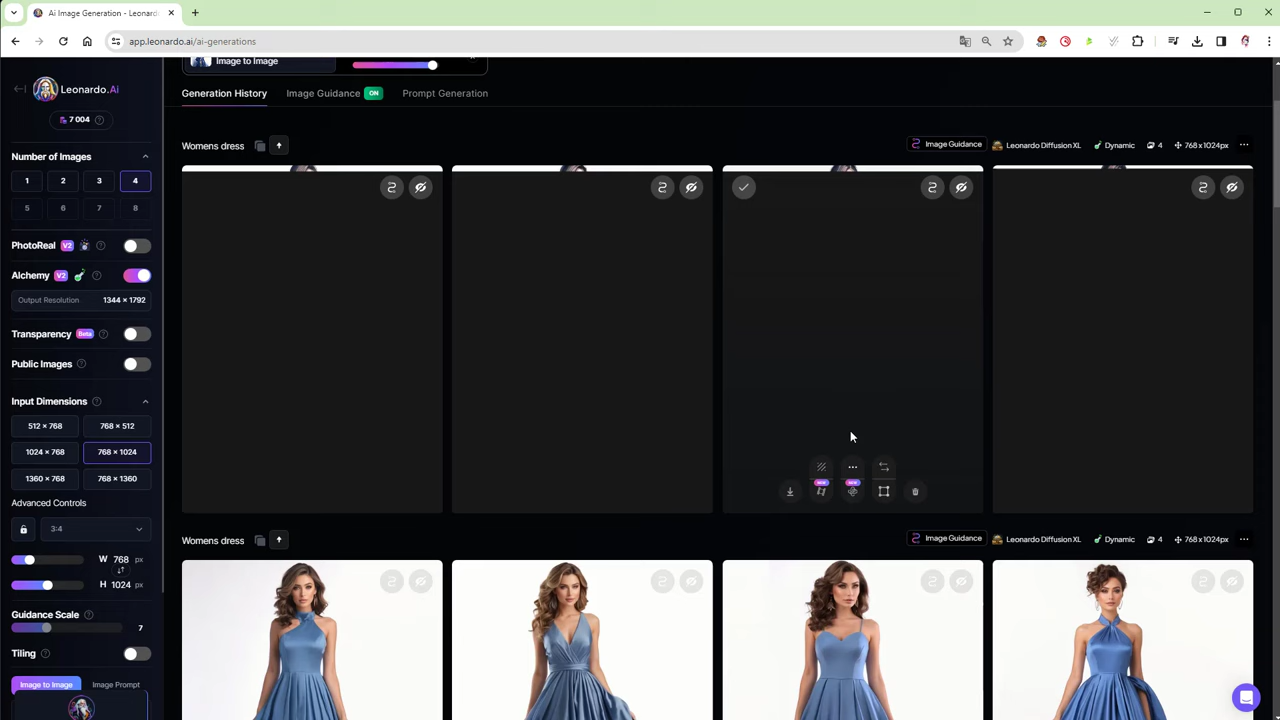 Ai Image Generation - Leonardo.Ai
app.leonardo.ai/ai-generations
Leonardo.Ai
7 004
Number of Images
1 2 3 4
5 6 7 8
PhotoReal V2
Alchemy V2
Output Resolution 1344 × 1792
Transparency Beta
Public Images
Input Dimensions
512 × 768 768 × 512
1024 × 768 768 × 1024
1360 × 768 768 × 1360
Advanced Controls
3:4
W 768 px
H 1024 px
Guidance Scale
7
Tiling
Image to Image Image Prompt
Image to Image
Generation History Image Guidance ON Prompt Generation
Womens dress Image Guidance Leonardo Diffusion XL Dynamic 4 768 x 1024px
NEW NEW
Womens dress Image Guidance Leonardo Diffusion XL Dynamic 4 768 x 1024px